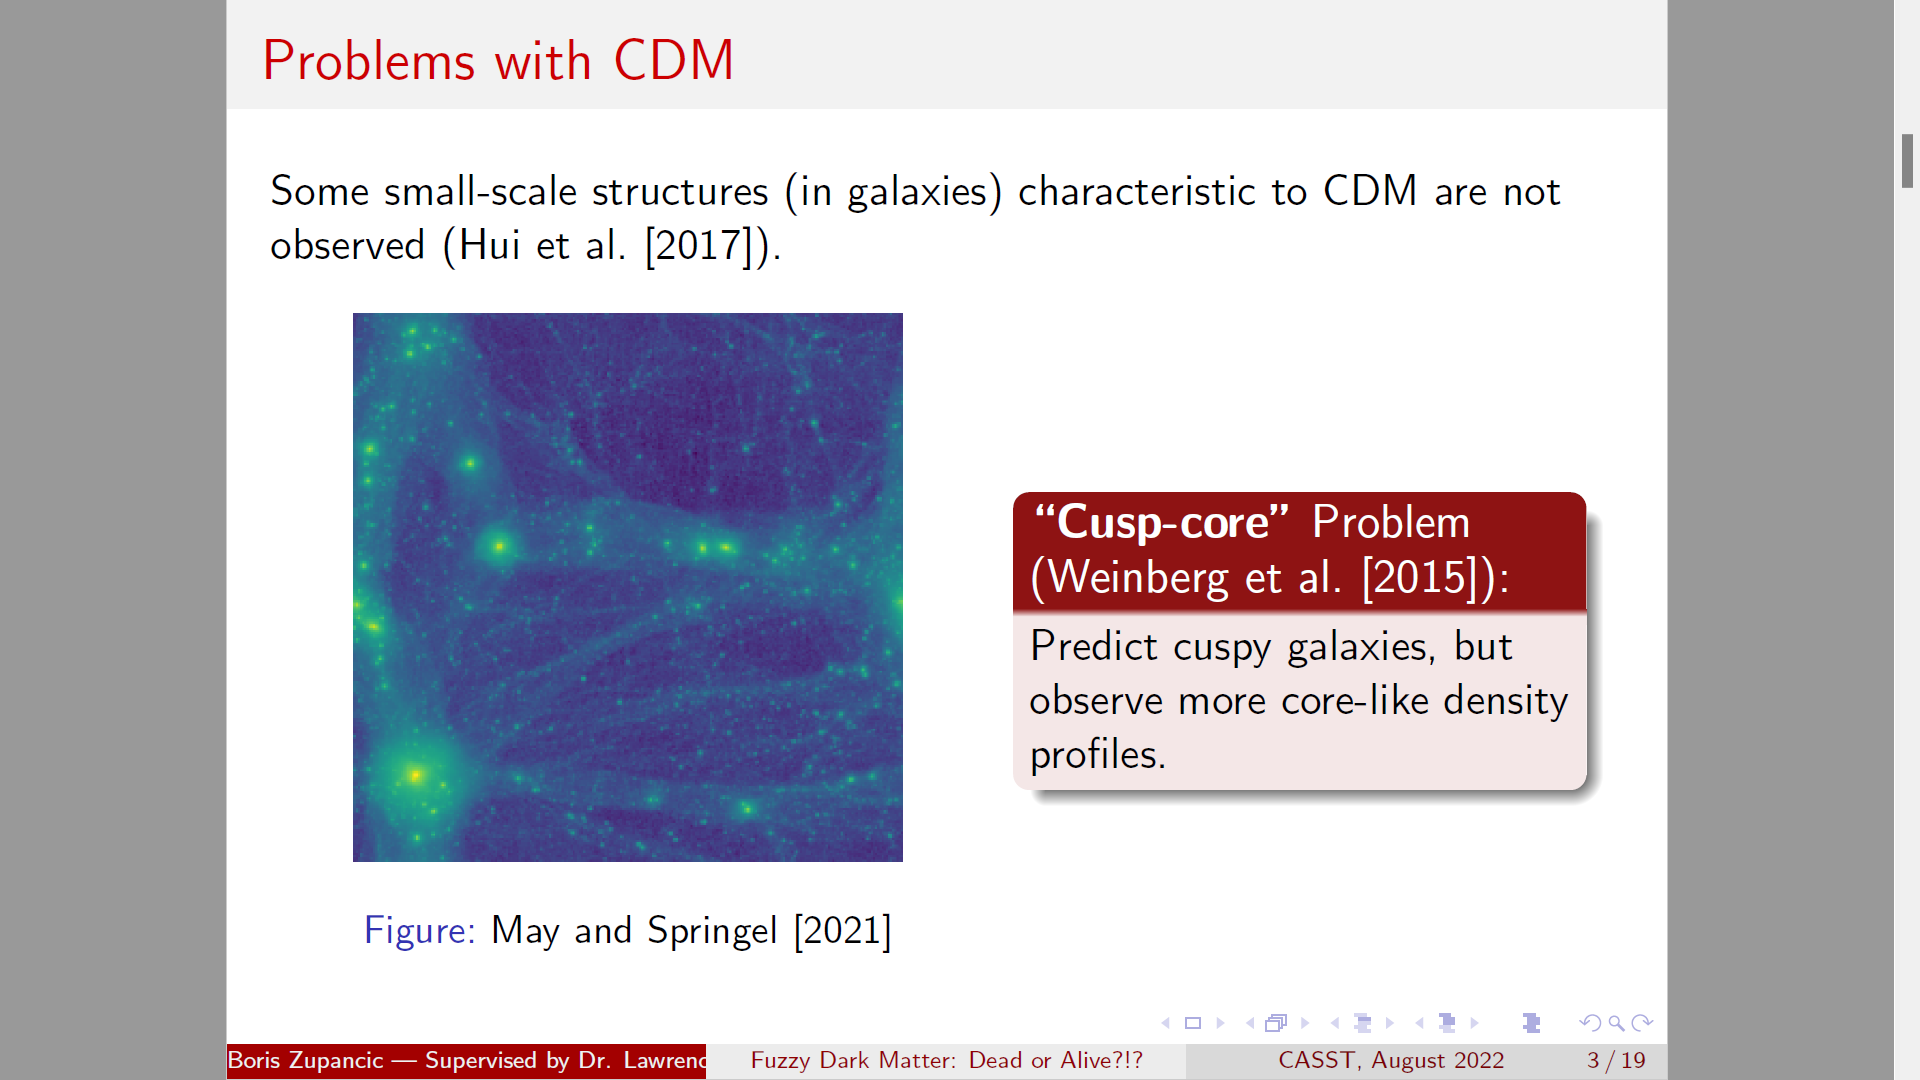 Problems with CDM
Some small-scale structures (in galaxies) characteristic to CDM are not
observed (Hui et al. [2017]).
“Cusp-core” Problem
(Weinberg et al. [2015]):
Predict cuspy galaxies, but
observe more core-like density
profiles.
Figure: May and Springel [2021]
Boris Zupancic — Supervised by Dr. Lawrenc
Fuzzy Dark Matter: Dead or Alive?!?
CASST, August 2022
3 / 19